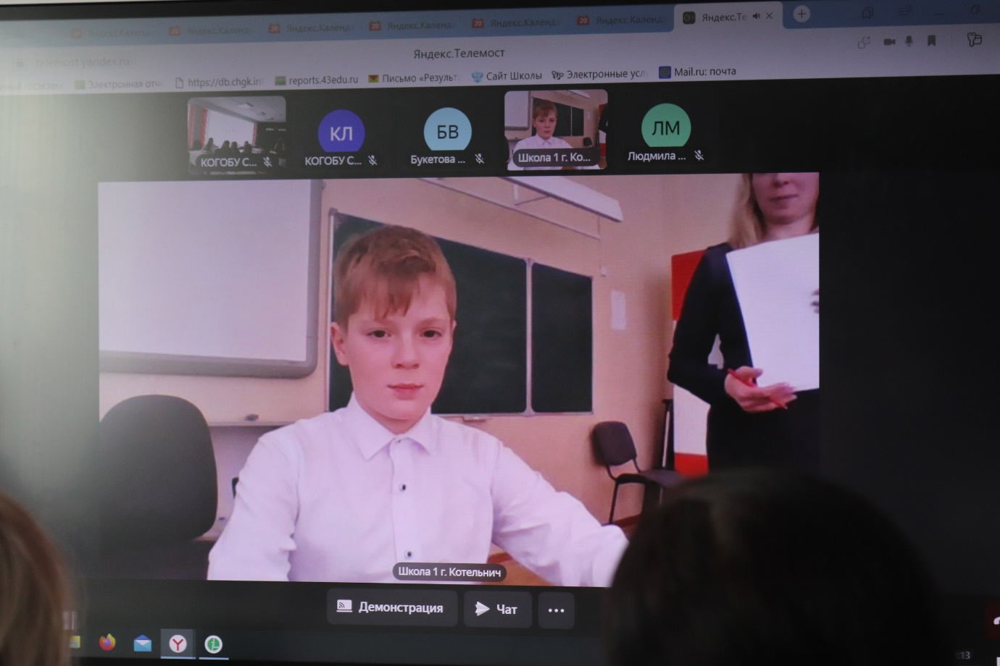 Яндекс.Календ
Яндекс.Календ
Яндекс.Календ
Яндекс.Календ
Яндекс.Календ
Яндекс.Календ
Яндекс.Те
telemost.yandex.ru
Яндекс.Телемост
Электронная отч
https://db.chgk.in
reports.43edu.ru
Письмо «Результ
Сайт Школы
Электронные усл
Mail.ru: почта
КОГОБУ С...
КЛ
КОГОБУ С...
БВ
Букетова ...
Школа 1 г. Ко...
ЛМ
Людмила ...
Школа 1 г. Котельнич
Демонстрация
Чат